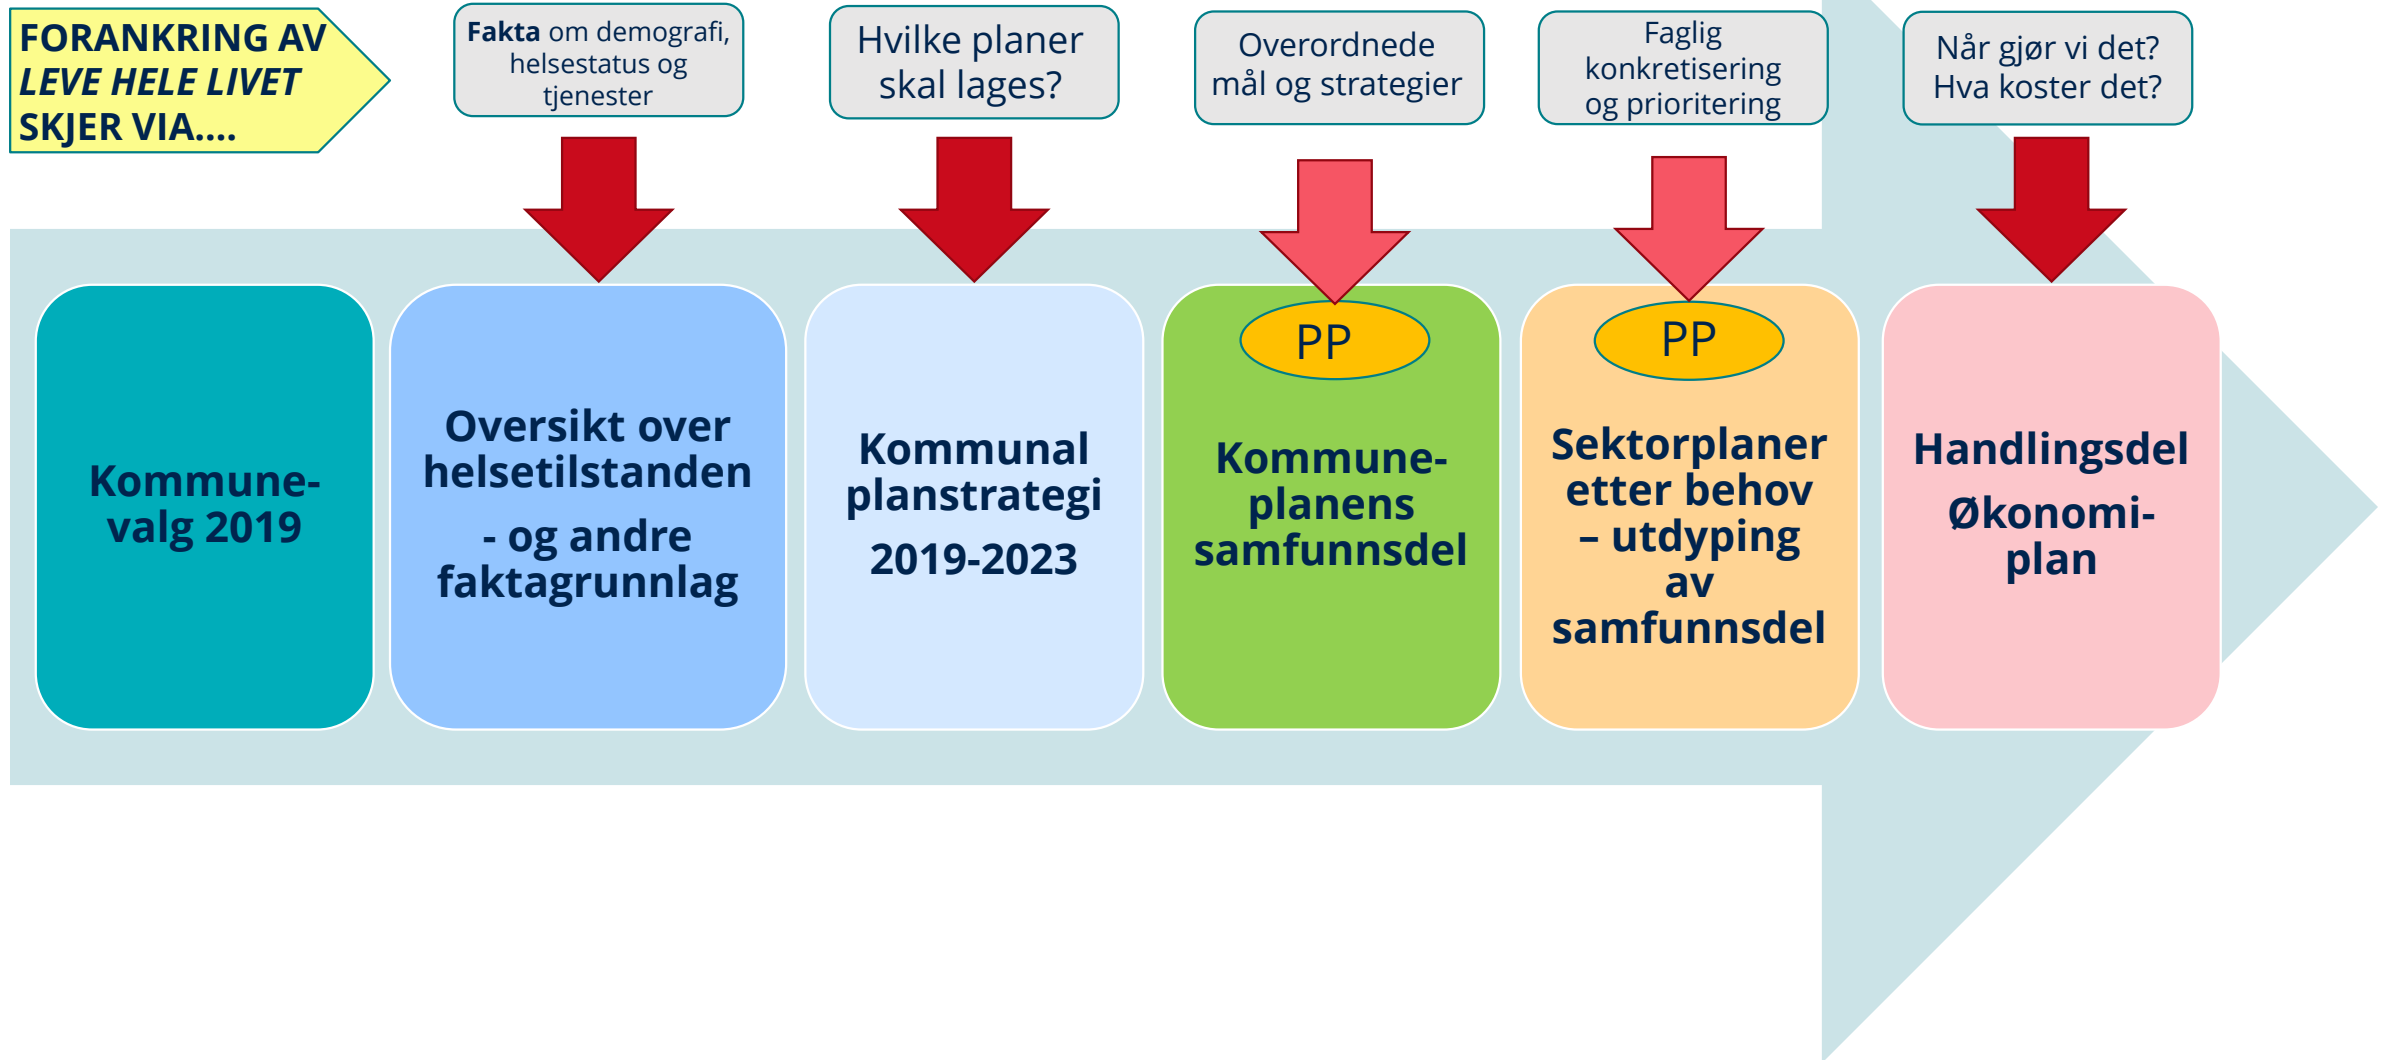 FORANKRING AV
LEVE HELE LIVET
SKJER VIA....
Fakta om demografi,
helsestatus og
tjenester
Hvilke planer
skal lages?
Overordnede
mål og strategier
Faglig
konkretisering
og prioritering
Når gjør vi det?
Hva koster det?
Kommune-
valg 2019
Oversikt over
helsetilstanden
- og andre
faktagrunnlag
Kommunal
planstrategi
2019-2023
PP
Kommune-
planens
samfunnsdel
PP
Sektorplaner
etter behov
– utdyping
av
samfunnsdel
Handlingsdel
Økonomi-
plan